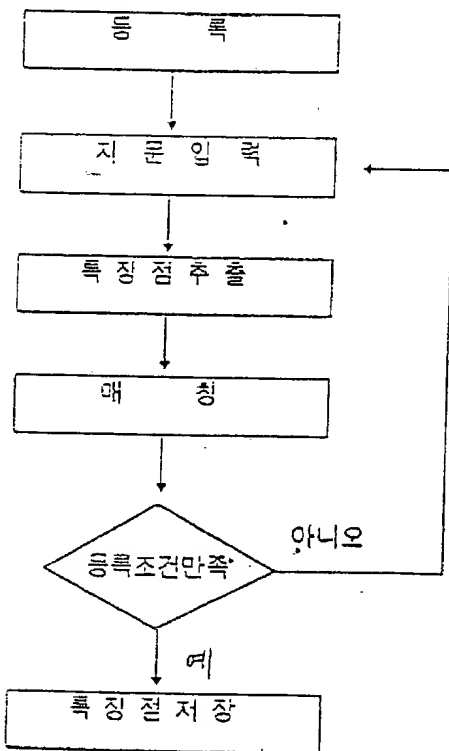 등 록
지 문 입 력
특 징 점 추 출
매 칭
등록조건만족
아니오
예
특 징 점 저 장